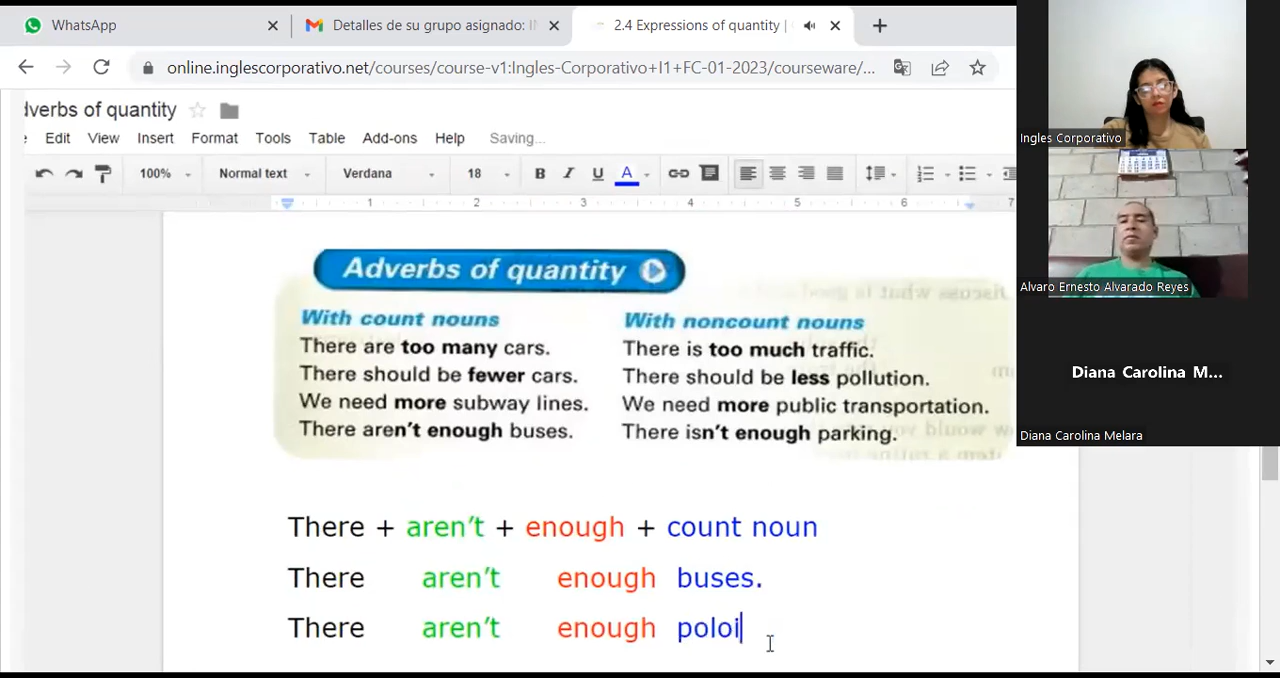 WhatsApp
Detalles de su grupo asignado: I
2.4 Expressions of quantity |
online.inglescorporativo.net/courses/course-v1:Ingles-Corporativo+I1+FC-01-2023/courseware/...
dverbs of quantity
Edit View Insert Format Tools Table Add-ons Help Saving...
100% Normal text Verdana 18 B I U A
1 2 3 4 5 6 7
Adverbs of quantity
With count nouns
There are too many cars.
There should be fewer cars.
We need more subway lines.
There aren't enough buses.
With noncount nouns
There is too much traffic.
There should be less pollution.
We need more public transportation.
There isn't enough parking.
There + aren't + enough + count noun
There aren't enough buses.
There aren't enough poloi
Ingles Corporativo
Alvaro Ernesto Alvarado Reyes
Diana Carolina M...
Diana Carolina Melara